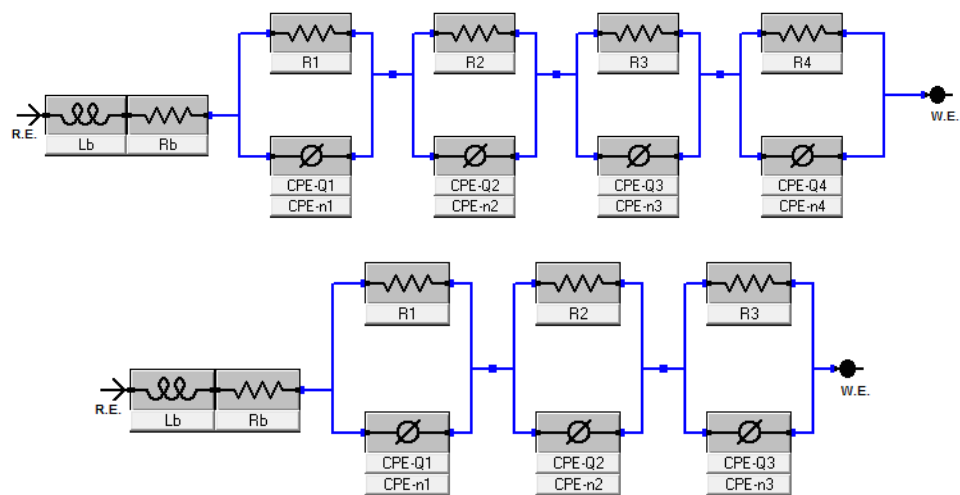 R1 R2 R3 R4
R.E. W.E.
Lb Rb
CPE-Q1 CPE-Q2 CPE-Q3 CPE-Q4
CPE-n1 CPE-n2 CPE-n3 CPE-n4
R1 R2 R3
R.E. W.E.
Lb Rb
CPE-Q1 CPE-Q2 CPE-Q3
CPE-n1 CPE-n2 CPE-n3